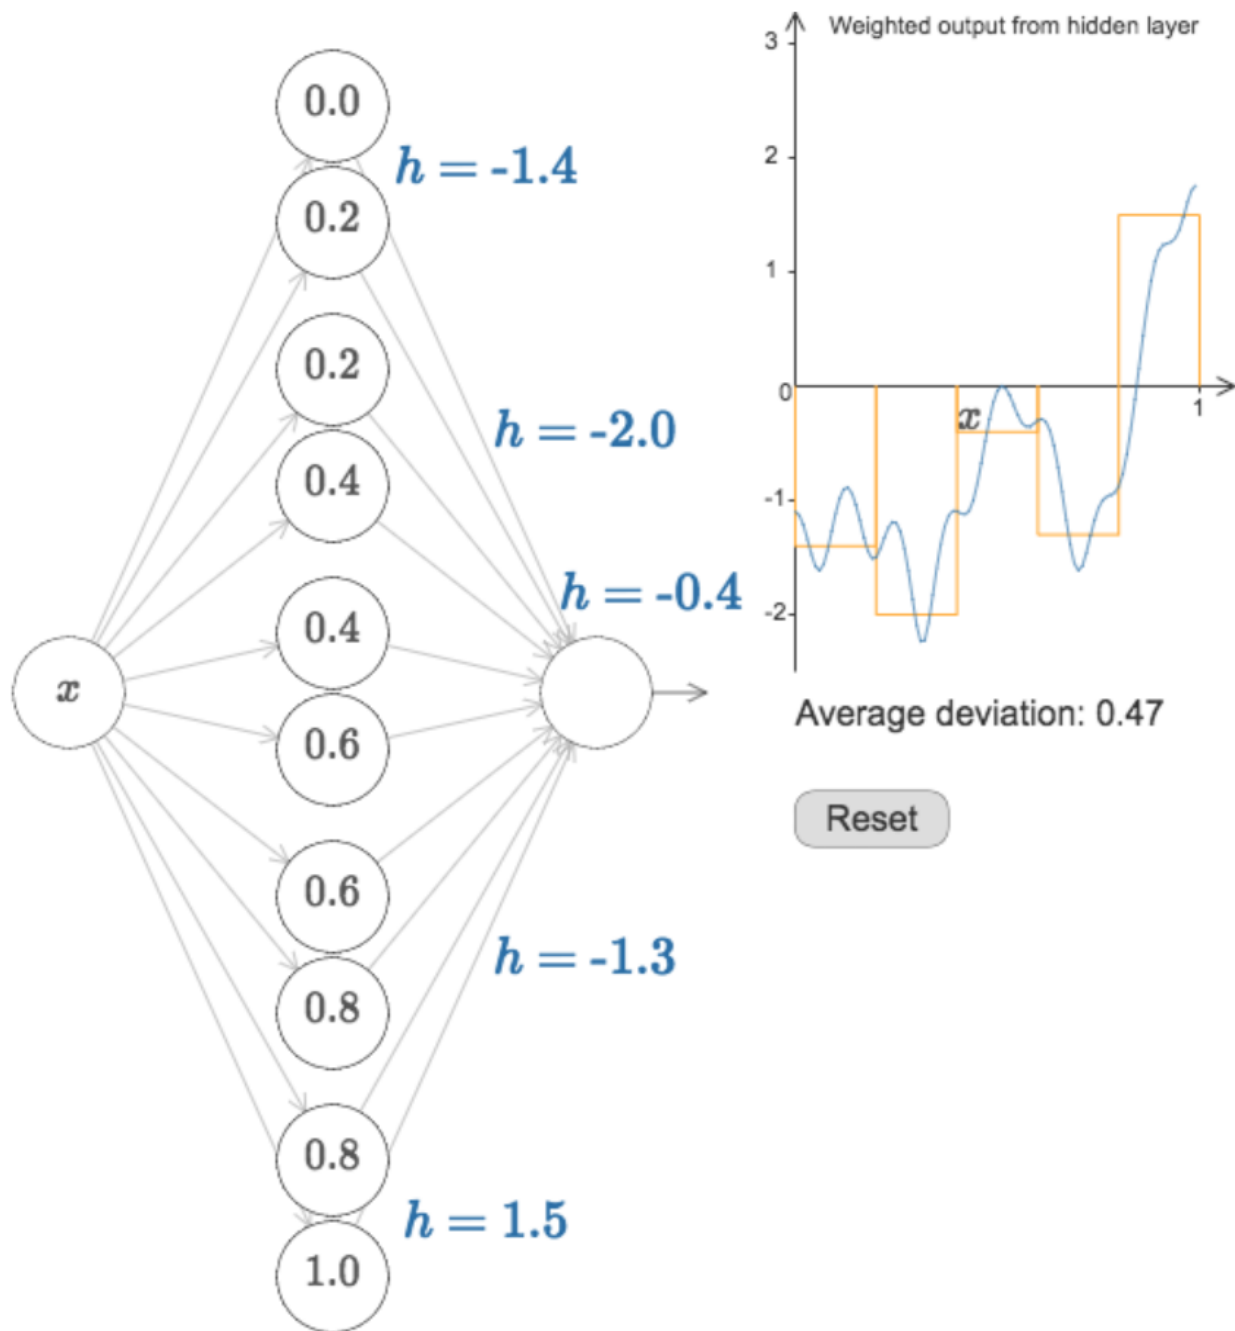 0.0
h = -1.4
0.2
0.2
h = -2.0
0.4
h = -0.4
0.4
x
0.6
0.6
h = -1.3
0.8
0.8
h = 1.5
1.0
Weighted output from hidden layer
3
2
1
0
x
1
-1
-2
Average deviation: 0.47
Reset